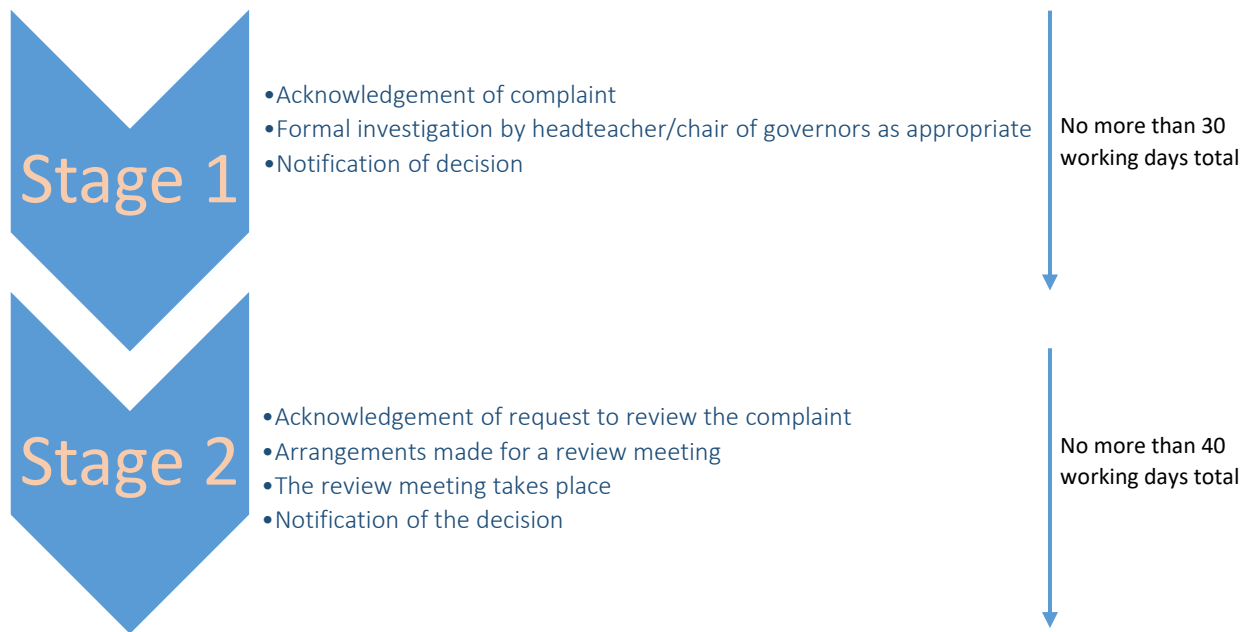 Stage 1
•Acknowledgement of complaint
•Formal investigation by headteacher/chair of governors as appropriate
•Notification of decision
No more than 30
working days total
Stage 2
•Acknowledgement of request to review the complaint
•Arrangements made for a review meeting
•The review meeting takes place
•Notification of the decision
No more than 40
working days total